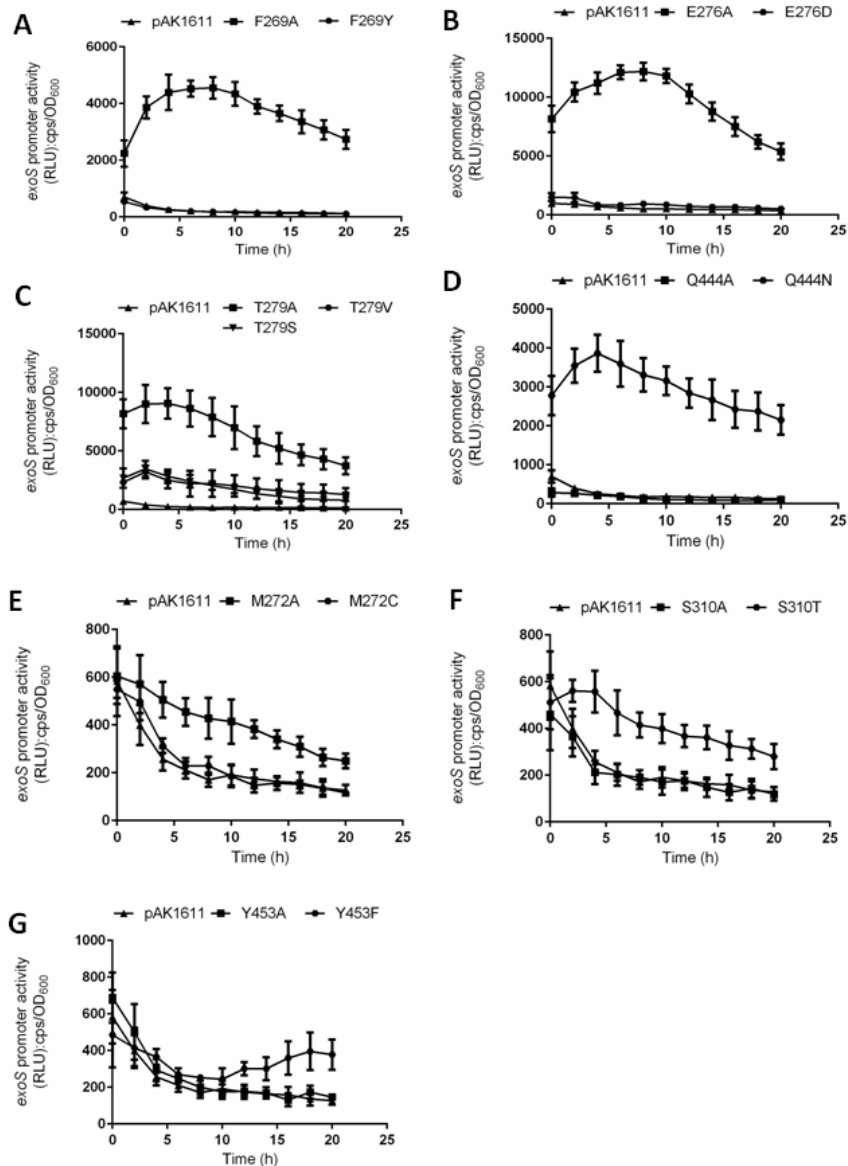 A
pAK1611 F269A F269Y
exoS promoter activity
(RLU):cps/OD600
6000
4000
2000
0
0 5 10 15 20 25
Time (h)
B
pAK1611 E276A E276D
exoS promoter activity
(RLU):cps/OD600
15000
10000
5000
0
0 5 10 15 20 25
Time (h)
C
pAK1611 T279A T279V
T279S
exoS promoter activity
(RLU):cps/OD600
15000
10000
5000
0
0 5 10 15 20 25
Time (h)
D
pAK1611 Q444A Q444N
exoS promoter activity
(RLU):cps/OD600
5000
4000
3000
2000
1000
0
0 5 10 15 20 25
Time (h)
E
pAK1611 M272A M272C
exoS promoter activity
(RLU):cps/OD600
800
600
400
200
0
0 5 10 15 20 25
Time (h)
F
pAK1611 S310A S310T
exoS promoter activity
(RLU):cps/OD600
800
600
400
200
0
0 5 10 15 20 25
Time (h)
G
pAK1611 Y453A Y453F
exoS promoter activity
(RLU):cps/OD600
1000
800
600
400
200
0
0 5 10 15 20 25
Time (h)